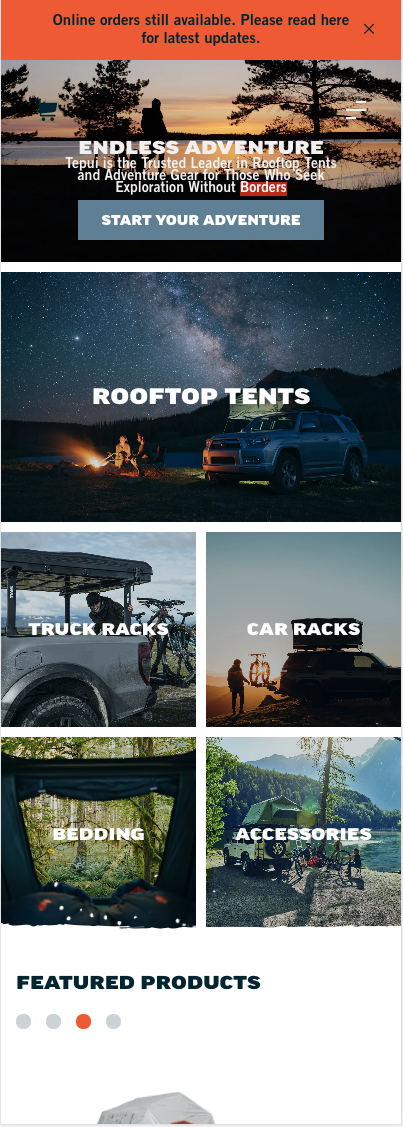 Online orders still available. Please read here
for latest updates.
ENDLESS ADVENTURE
Tepui is the Trusted Leader in Rooftop Tents
and Adventure Gear for Those Who Seek
Exploration Without Borders
START YOUR ADVENTURE
ROOFTOP TENTS
TRUCK RACKS
CAR RACKS
BEDDING
ACCESSORIES
FEATURED PRODUCTS